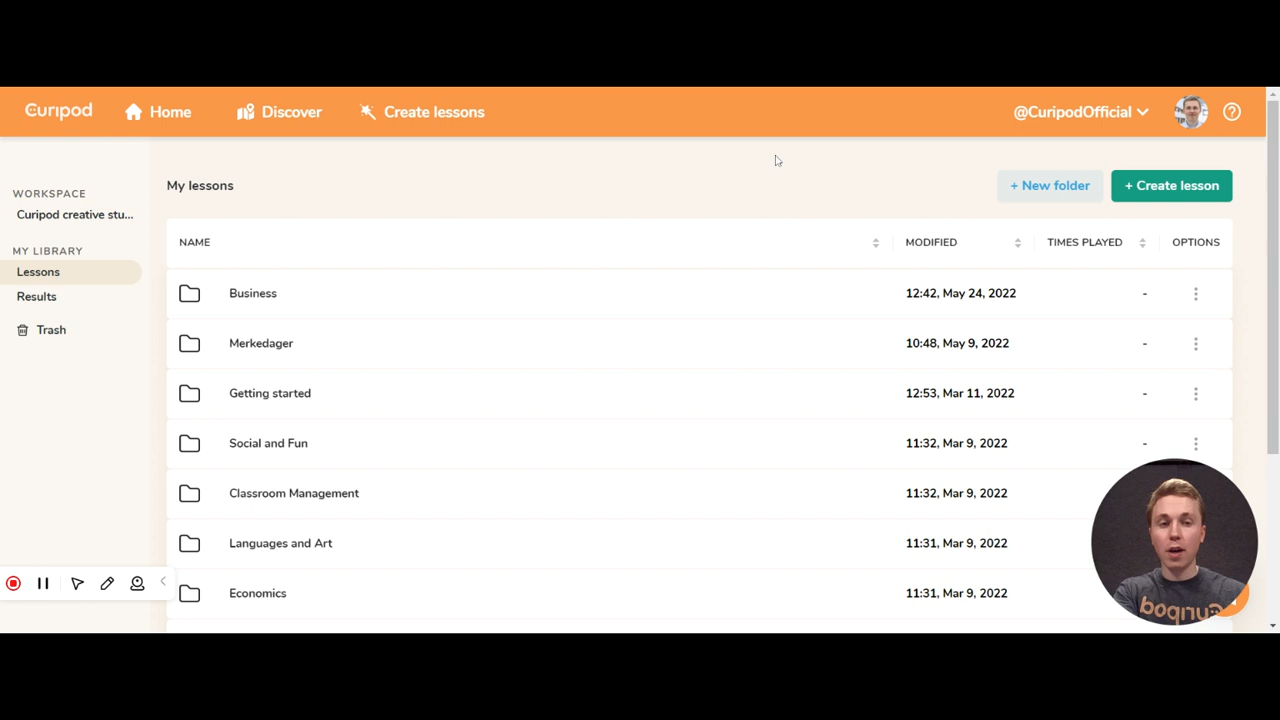 Curipod Home Discover Create lessons @CuripodOfficial
WORKSPACE
Curipod creative stu...
MY LIBRARY
Lessons
Results
Trash
My lessons + New folder + Create lesson
NAME MODIFIED TIMES PLAYED OPTIONS
Business 12:42, May 24, 2022 -
Merkedager 10:48, May 9, 2022 -
Getting started 12:53, Mar 11, 2022 -
Social and Fun 11:32, Mar 9, 2022 -
Classroom Management 11:32, Mar 9, 2022
Languages and Art 11:31, Mar 9, 2022
Economics 11:31, Mar 9, 2022
Curipod